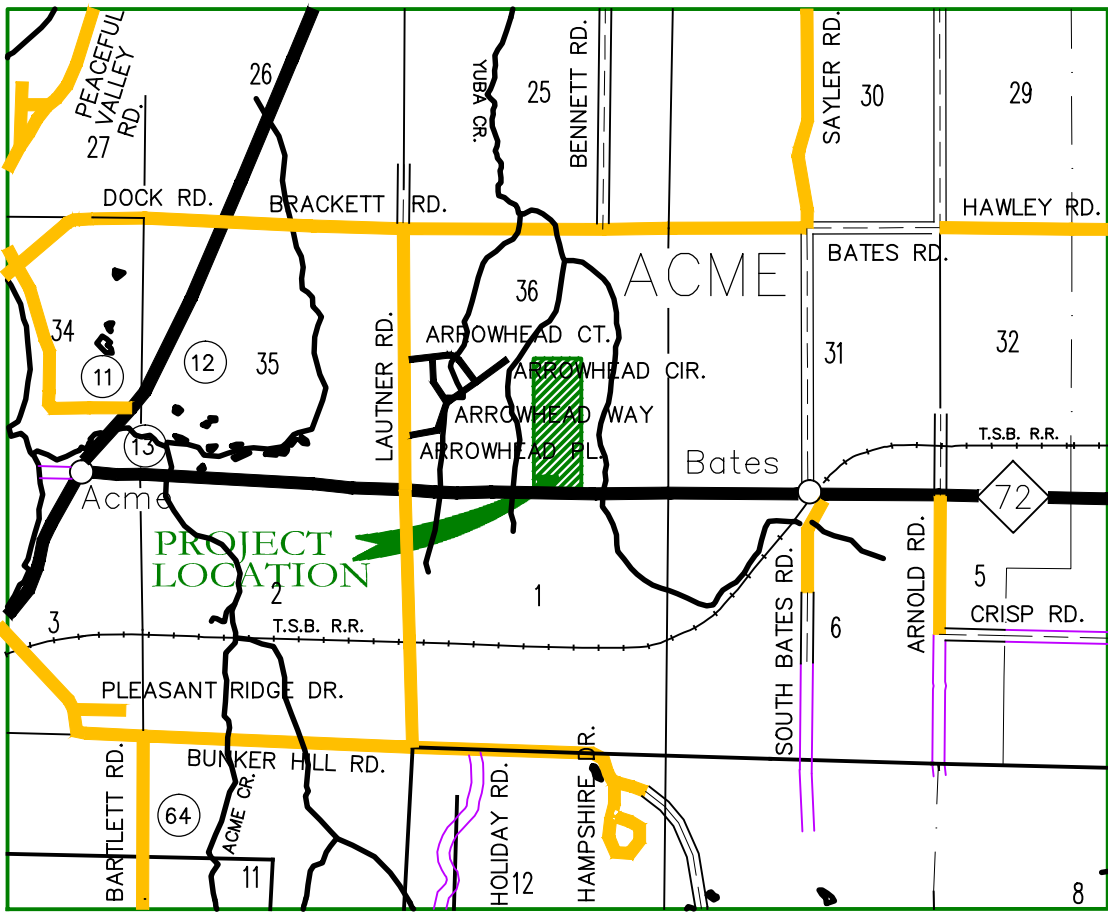 PEACEFUL
VALLEY
RD.
26
27
YUBA CR.
25
BENNETT RD.
SAYLER RD.
30
29
DOCK RD.
BRACKETT RD.
HAWLEY RD.
BATES RD.
ACME
36
34
11
12
35
LAUTNER RD.
ARROWHEAD CT.
ARROWHEAD CIR.
ARROWHEAD WAY
ARROWHEAD PL.
31
32
13
Acme
Bates
T.S.B. R.R.
72
PROJECT
LOCATION
2
3
T.S.B. R.R.
1
SOUTH BATES RD.
6
ARNOLD RD.
5
CRISP RD.
PLEASANT RIDGE DR.
BUNKER HILL RD.
BARTLETT RD.
64
ACME CR.
11
HOLIDAY RD.
12
HAMPSHIRE DR.
8